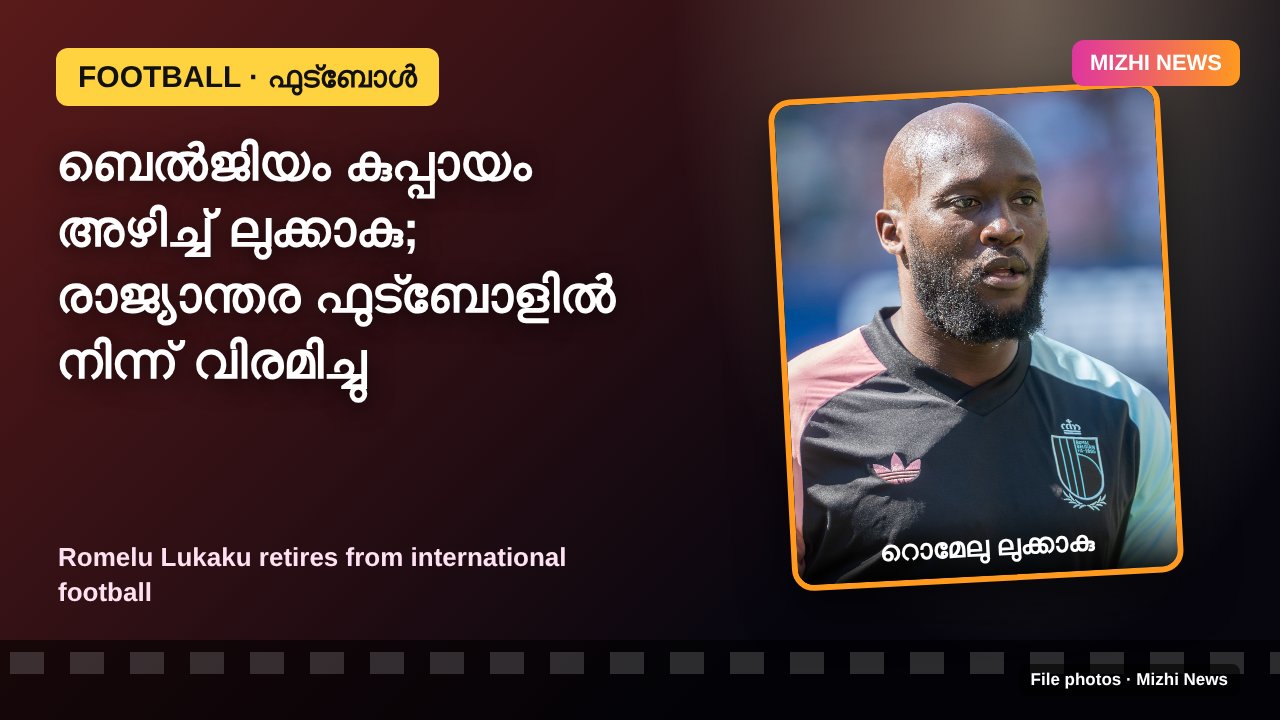 FOOTBALL · ഫുട്ബോൾ
MIZHI NEWS
ബെൽജിയം കുപ്പായം
അഴിച്ച് ലുക്കാകു;
രാജ്യാന്തര ഫുട്ബോളിൽ
നിന്ന് വിരമിച്ചു
റൊമേലു ലുക്കാകു
Romelu Lukaku retires from international
football
File photos · Mizhi News